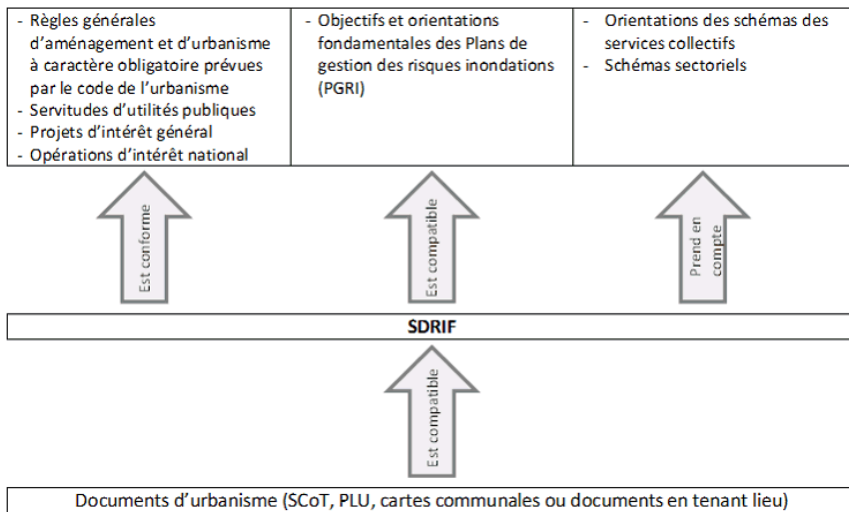 - Règles générales
d'aménagement et d'urbanisme
à caractère obligatoire prévues
par le code de l'urbanisme
- Servitudes d'utilités publiques
- Projets d'intérêt général
- Opérations d'intérêt national
- Objectifs et orientations
fondamentales des Plans de
gestion des risques inondations
(PGRI)
- Orientations des schémas des
services collectifs
- Schémas sectoriels
Est conforme
Est compatible
Prend en
compte
SDRIF
Est compatible
Documents d'urbanisme (SCoT, PLU, cartes communales ou documents en tenant lieu)